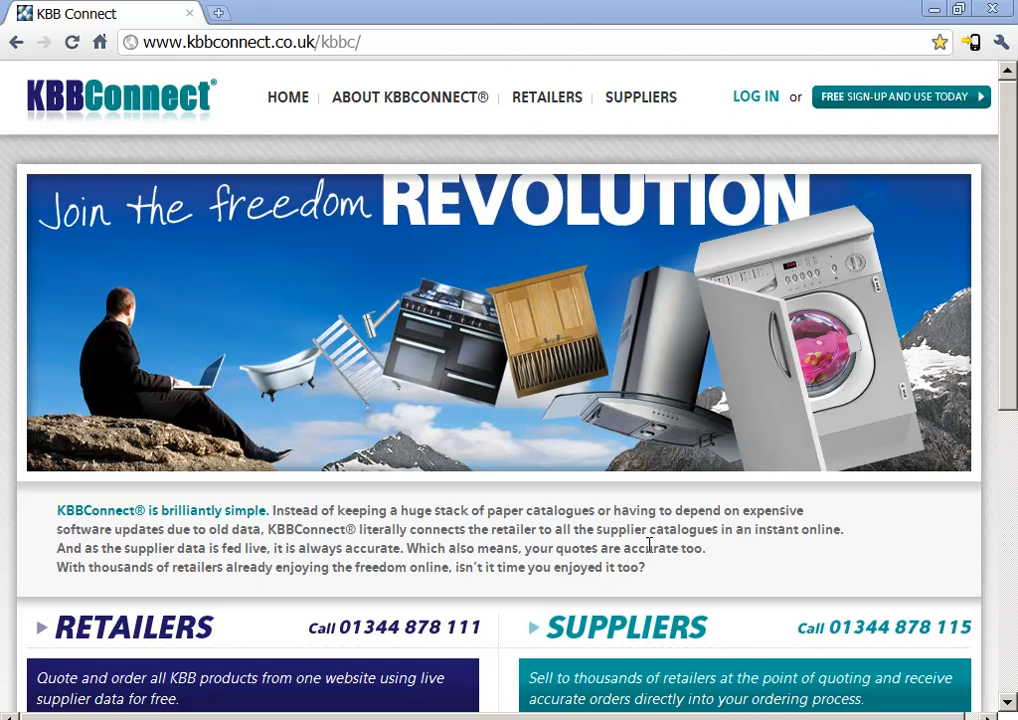 KBB Connect
www.kbbconnect.co.uk/kbbc/
KBBConnect®
HOME
ABOUT KBBCONNECT®
RETAILERS
SUPPLIERS
LOG IN or FREE SIGN-UP AND USE TODAY
Join the freedom REVOLUTION
KBBConnect® is brilliantly simple. Instead of keeping a huge stack of paper catalogues or having to depend on expensive
software updates due to old data, KBBConnect® literally connects the retailer to all the supplier catalogues in an instant online.
And as the supplier data is fed live, it is always accurate. Which also means, your quotes are accurate too.
With thousands of retailers already enjoying the freedom online, isn't it time you enjoyed it too?
RETAILERS Call 01344 878 111
Quote and order all KBB products from one website using live
supplier data for free.
SUPPLIERS Call 01344 878 115
Sell to thousands of retailers at the point of quoting and receive
accurate orders directly into your ordering process.